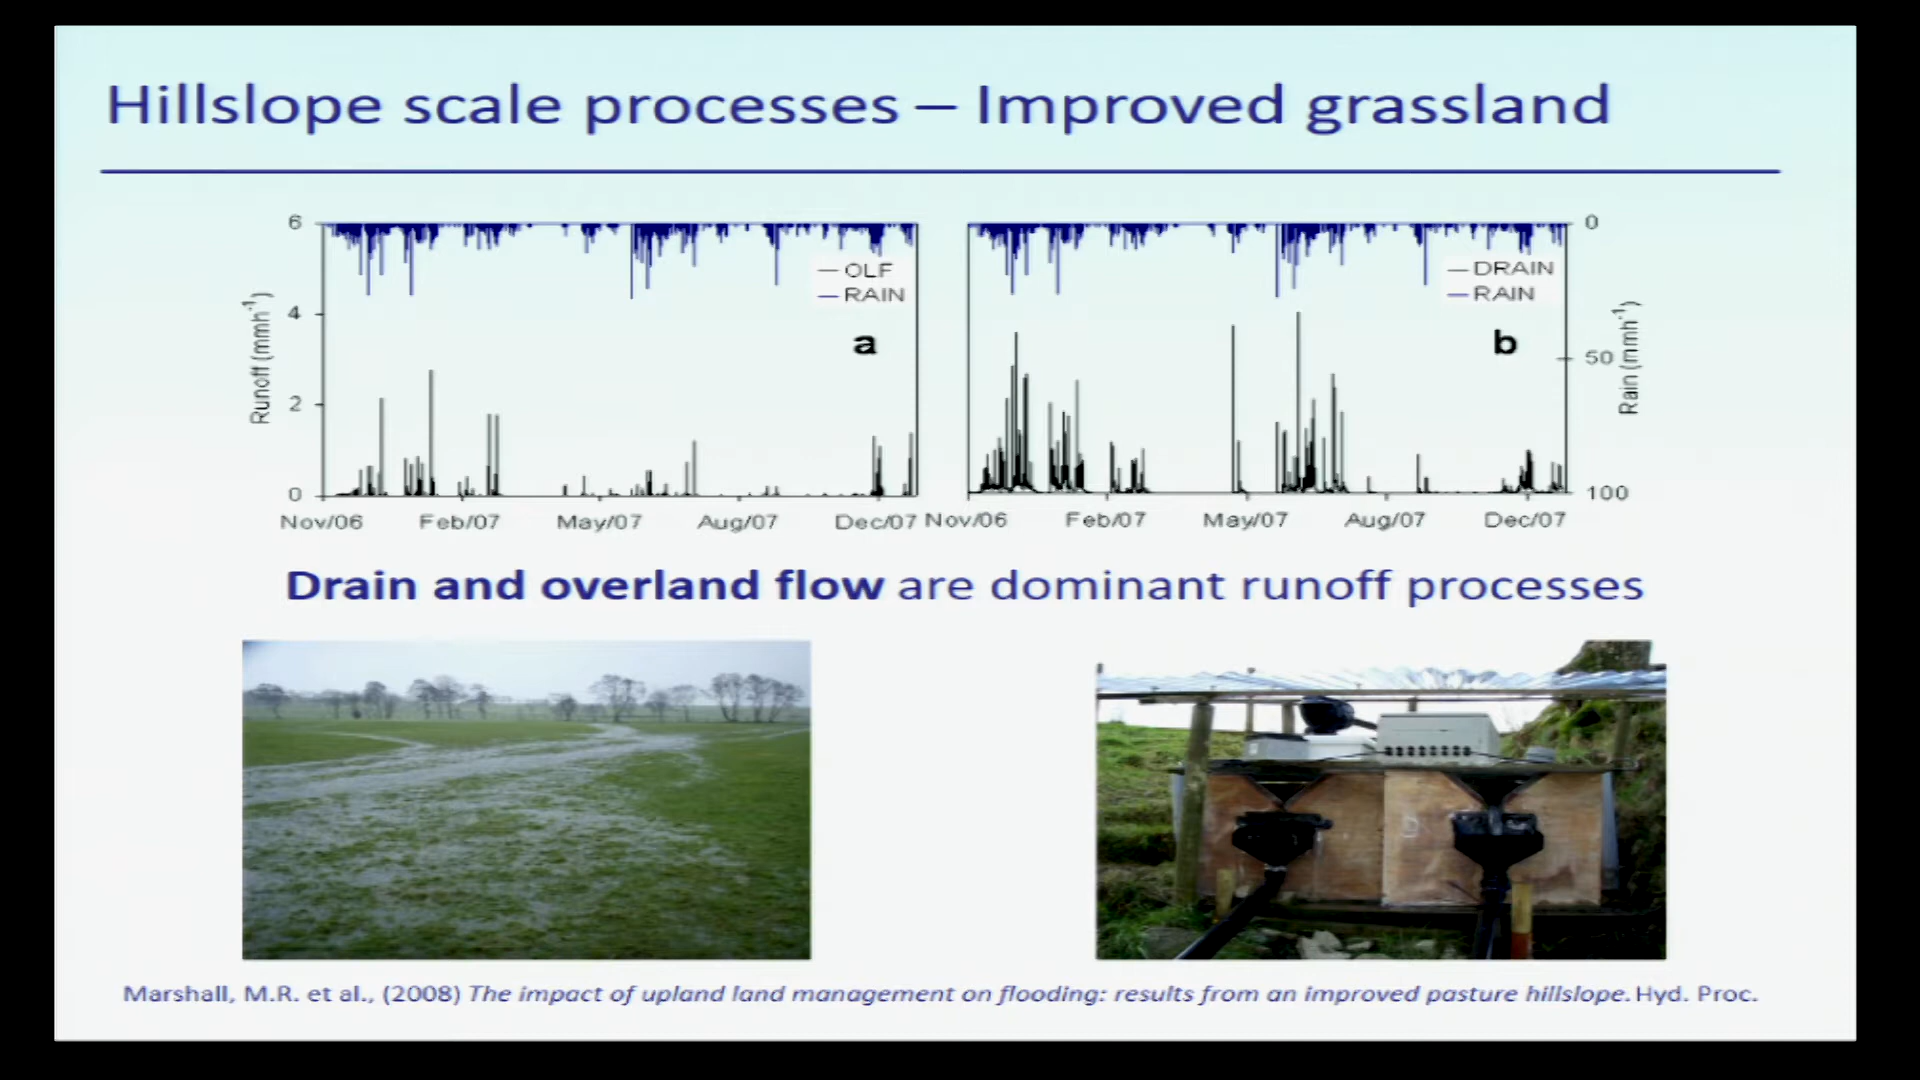 Hillslope scale processes – Improved grassland
6
4
2
0
Runoff (mmh⁻¹)
OLF
RAIN
a
Nov/06 Feb/07 May/07 Aug/07 Dec/07
DRAIN
RAIN
b
0
50
100
Rain (mmh⁻¹)
Nov/06 Feb/07 May/07 Aug/07 Dec/07
Drain and overland flow are dominant runoff processes
Marshall, M.R. et al., (2008) The impact of upland land management on flooding: results from an improved pasture hillslope. Hyd. Proc.